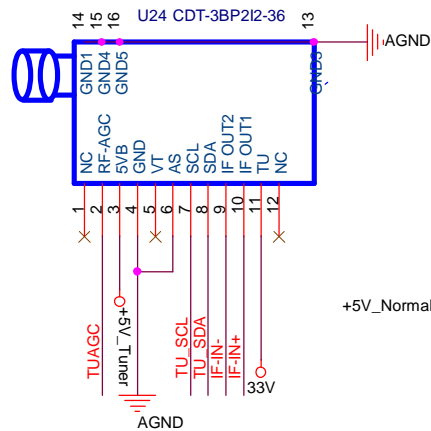 U24 CDT-3BP2I2-36
14
15
16
13
AGND
GND1
GND4
GND5
GND3
NC
RF-AGC
5VB
GND
VT
AS
SCL
SDA
IF OUT2
IF OUT1
TU
NC
1
2
3
4
5
6
7
8
9
10
11
12
TUAGC
+5V_Tuner
TU_SCL
TU_SDA
IF-IN-
IF-IN+
33V
+5V_Normal
AGND